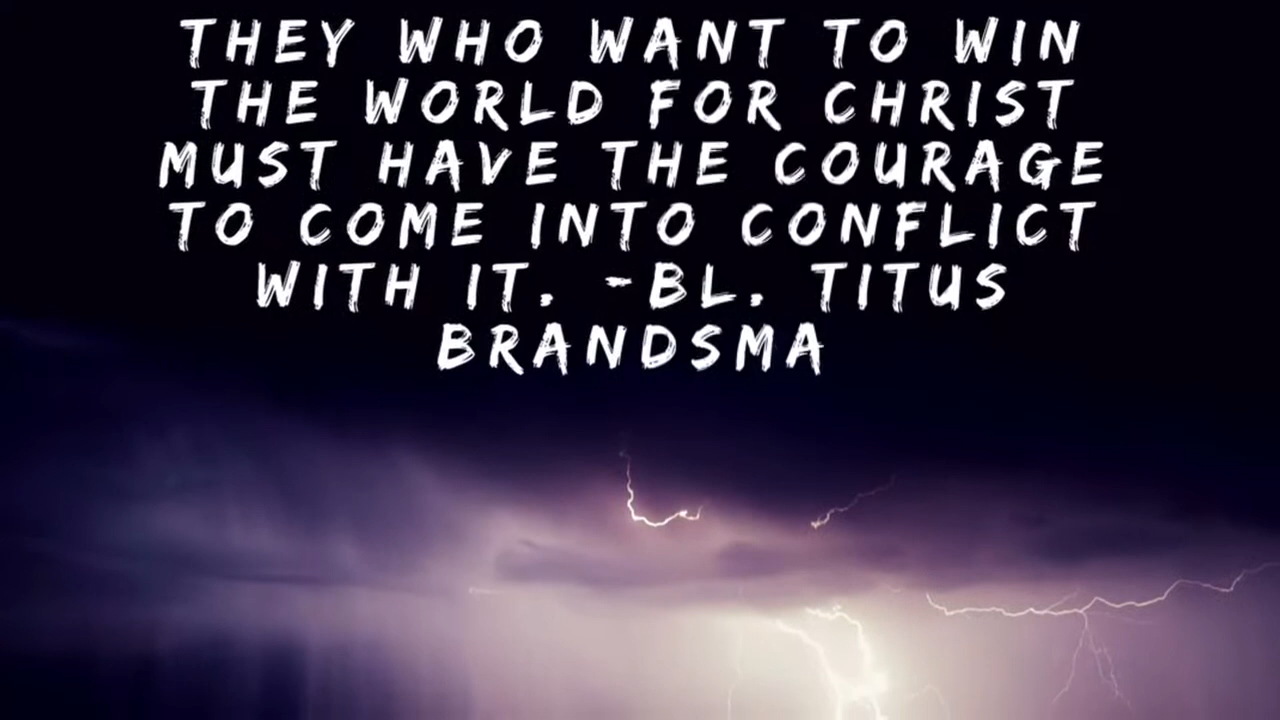 THEY WHO WANT TO WIN
THE WORLD FOR CHRIST
MUST HAVE THE COURAGE
TO COME INTO CONFLICT
WITH IT. -BL. TITUS
BRANDSMA